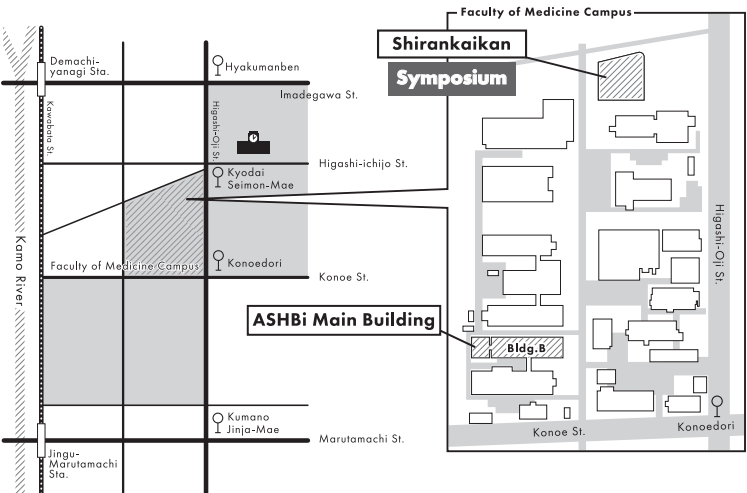 Faculty of Medicine Campus
Shirankaikan
Symposium
Demachi-
yanagi Sta.
Hyakumanben
Imadegawa St.
Kawabata St.
Higashi-Oji St.
Higashi-ichijo St.
Kyodai
Seimon-Mae
Kamo River
Higashi-Oji St.
Faculty of Medicine Campus
Konoedori
Konoe St.
ASHBi Main Building
Bldg.B
Kumano
Jinja-Mae
Konoedori
Konoe St.
Marutamachi St.
Jingu-
Marutamachi
Sta.